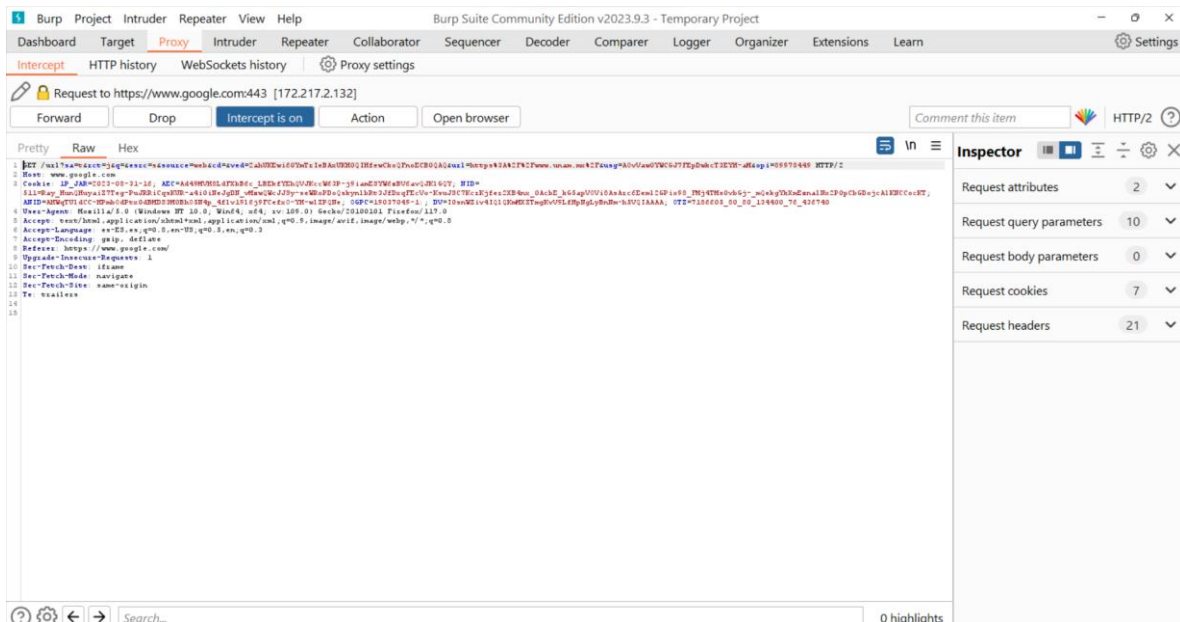 Burp Project Intruder Repeater View Help Burp Suite Community Edition v2023.9.3 - Temporary Project
Dashboard Target Proxy Intruder Repeater Collaborator Sequencer Decoder Comparer Logger Organizer Extensions Learn Settings
Intercept HTTP history WebSockets history Proxy settings
Request to https://www.google.com:443 [172.217.2.132]
Forward Drop Intercept is on Action Open browser Comment this item HTTP/2
Pretty Raw Hex \n Inspector
Request attributes 2
Request query parameters 10
Request body parameters 0
Request cookies 7
Request headers 21
2 Host: www.google.com
4 User-Agent: Mozilla/5.0 (Windows NT 10.0; Win64; x64; rv:109.0) Gecko/20100101 Firefox/117.0
5 Accept: text/html,application/xhtml+xml,application/xml;q=0.9,image/avif,image/webp,*/*;q=0.8
6 Accept-Language: es-ES,es;q=0.8,en-US;q=0.5,en;q=0.3
7 Accept-Encoding: gzip, deflate
8 Referer: https://www.google.com/
9 Upgrade-Insecure-Requests: 1
10 Sec-Fetch-Dest: iframe
11 Sec-Fetch-Mode: navigate
12 Sec-Fetch-Site: same-origin
13 Te: trailers
14
15
Search... 0 highlights